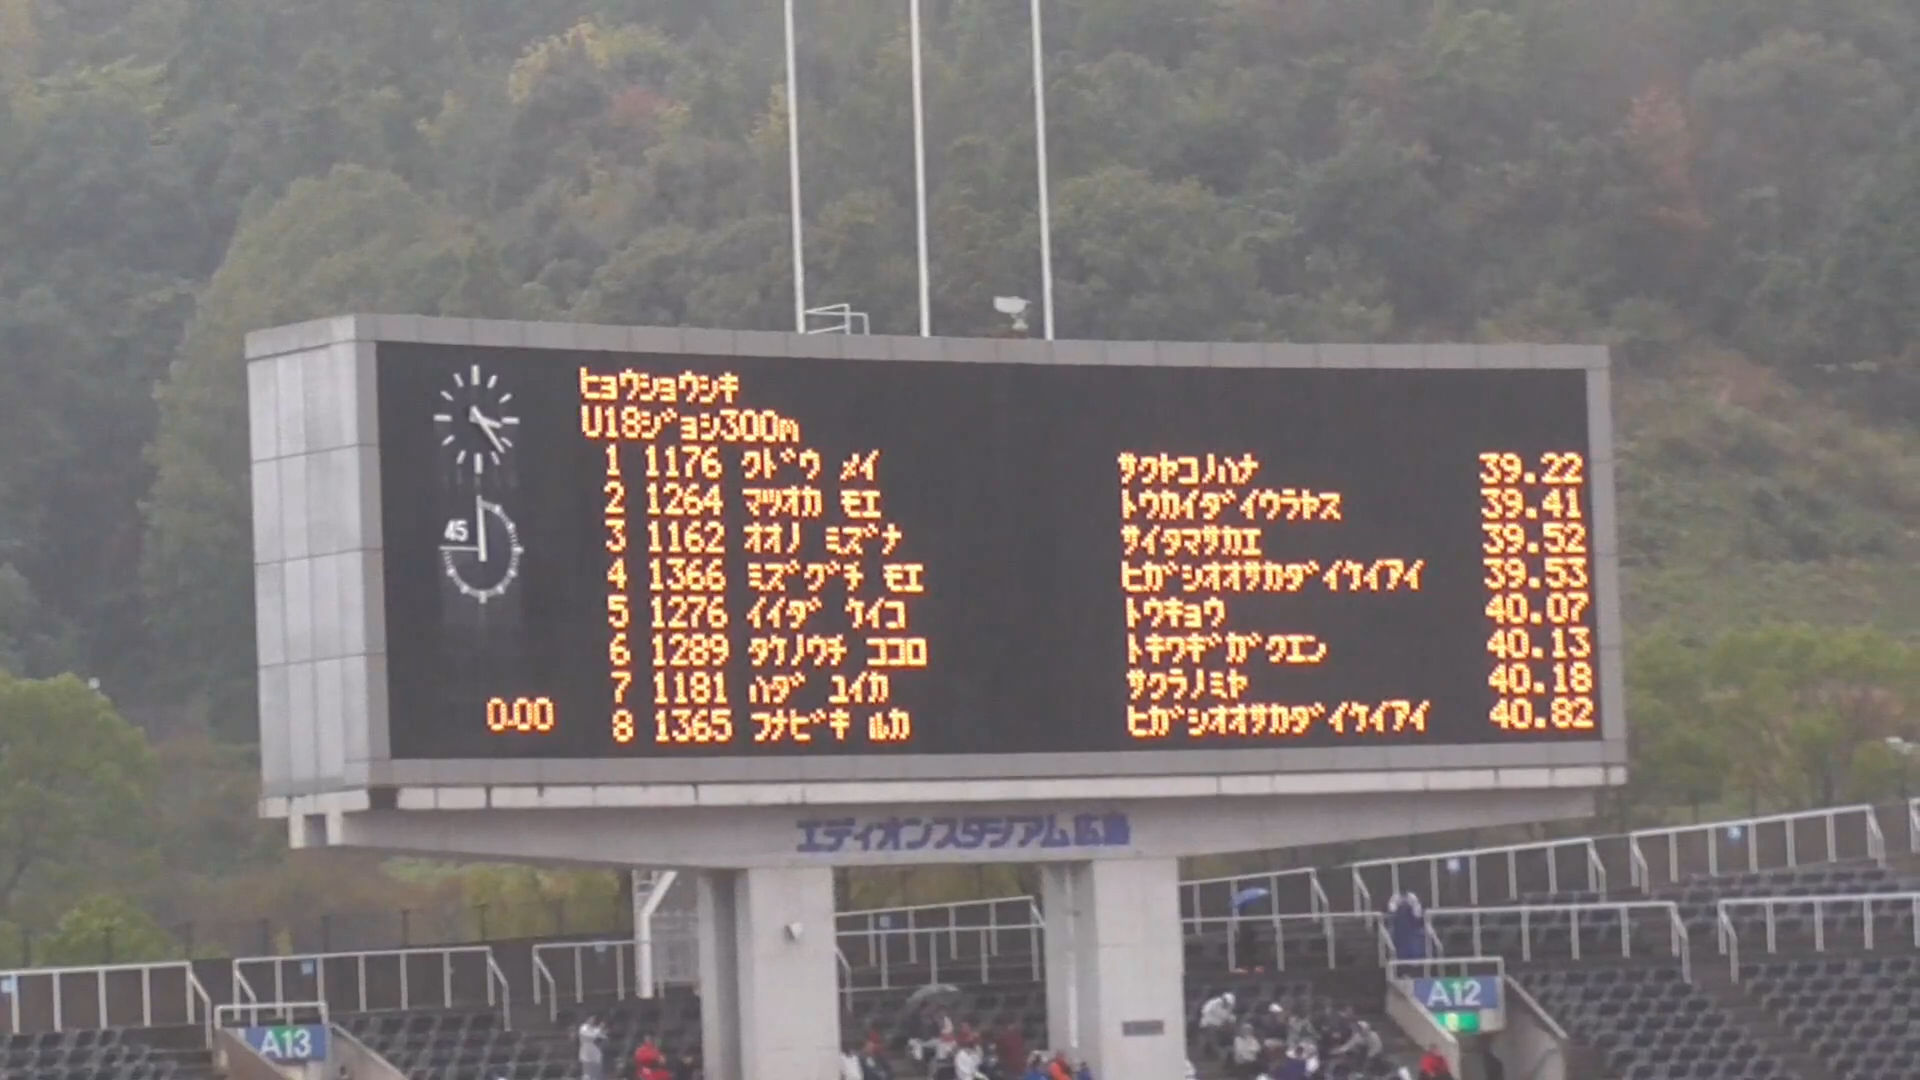 ヒョウショウシキ
U18ジョシ300m
1 1176 クドウ メイ サクヤコノハナ 39.22
2 1264 マツオカ モエ トウカイダイウラヤス 39.41
3 1162 オオノ ミズナ サイタマサカエ 39.52
4 1366 ミズグチ モエ ヒガシオオサカダイケイアイ 39.53
5 1276 イイダ ケイコ トウキョウ 40.07
6 1289 タケノウチ ココロ トキワギガクエン 40.13
7 1181 ハダ ユイカ サクラノミヤ 40.18
8 1365 フナビキ ルカ ヒガシオオサカダイケイアイ 40.82
45
0.00
エディオンスタジアム広島
A12
A13